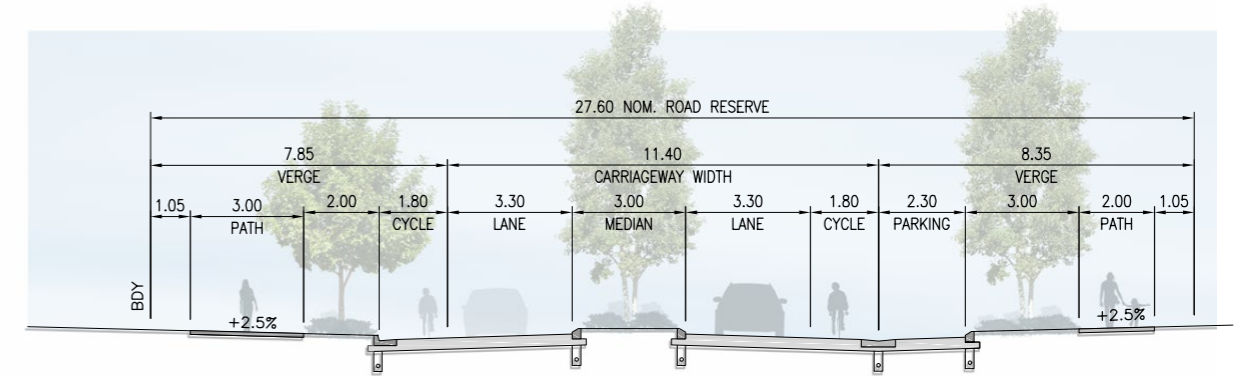 27.60 NOM. ROAD RESERVE
7.85 11.40 8.35
VERGE CARRIAGEWAY WIDTH VERGE
1.05 3.00 2.00 1.80 3.30 3.00 3.30 1.80 2.30 3.00 2.00 1.05
PATH CYCLE LANE MEDIAN LANE CYCLE PARKING PATH
BDY
+2.5% +2.5%